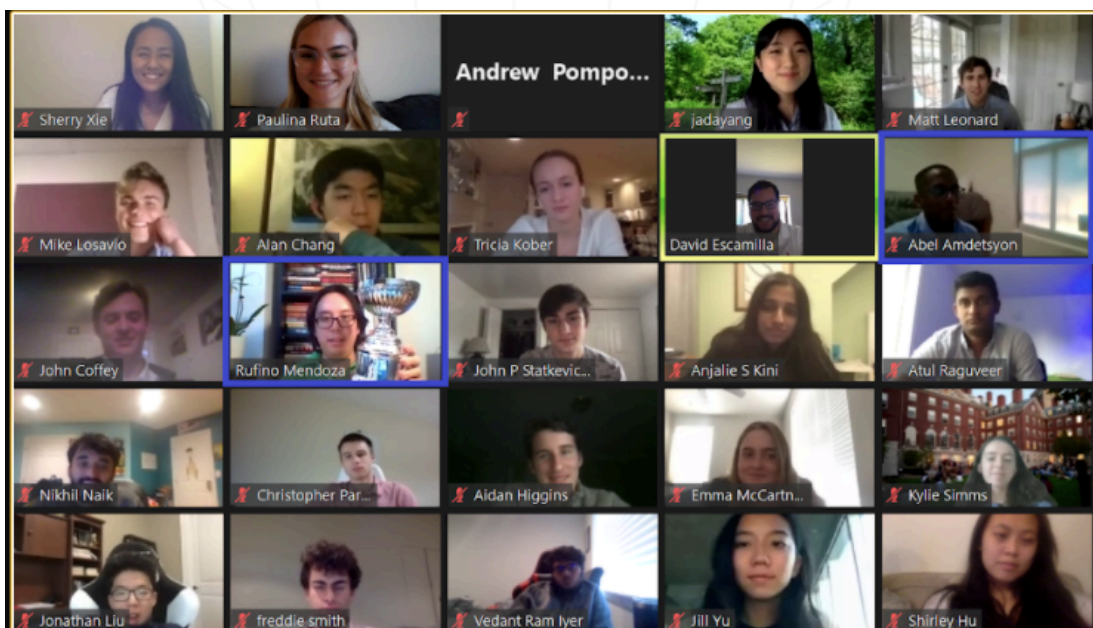 Andrew Pompo...
Sherry Xie
Paulina Ruta
jadayang
Matt Leonard
Mike Losavio
Alan Chang
Tricia Kober
David Escamilla
Abel Amdetsyon
John Coffey
Rufino Mendoza
John P Statkevic...
Anjalie S Kini
Atul Raguveer
Nikhil Naik
Christopher Par...
Aidan Higgins
Emma McCartn...
Kylie Simms
Jonathan Liu
freddie smith
Vedant Ram Iyer
Jill Yu
Shirley Hu